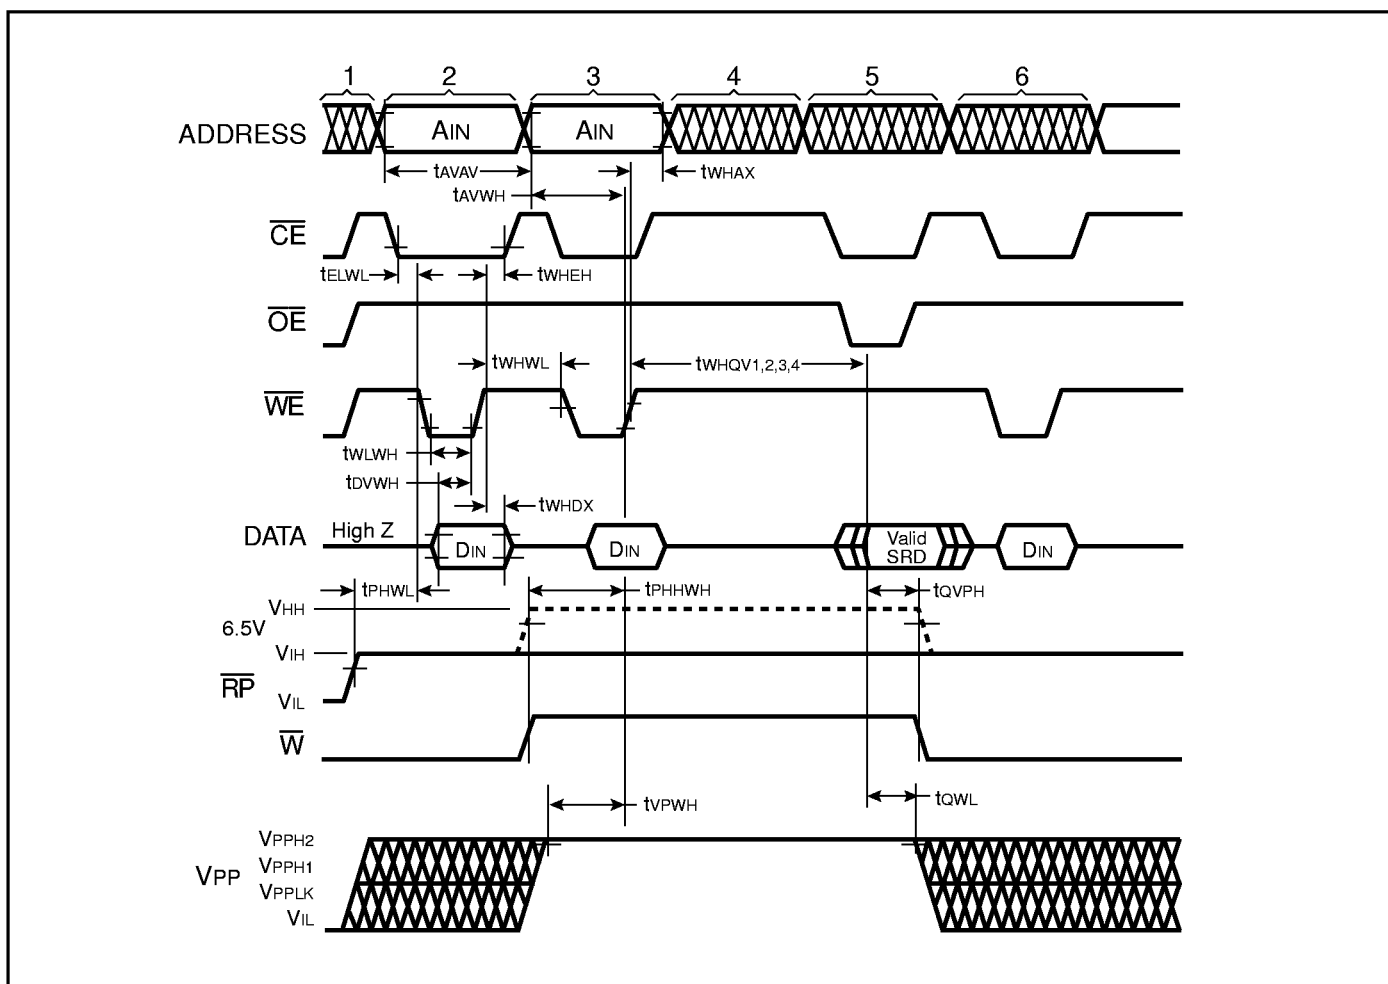 1 2 3 4 5 6
ADDRESS AIN AIN
tAVAV tWHAX
tAVWH
CE
tELWL tWHEH
OE
tWHWL tWHQV1,2,3,4
WE
tWLWH
tDVWH
tWHDX
DATA High Z DIN DIN Valid SRD DIN
tPHWL tPHHWH tQVPH
VHH
6.5V
VIH
RP
VIL
W
tVPWH tQWL
VPPH2
VPPH1
VPP
VPPLK
VIL